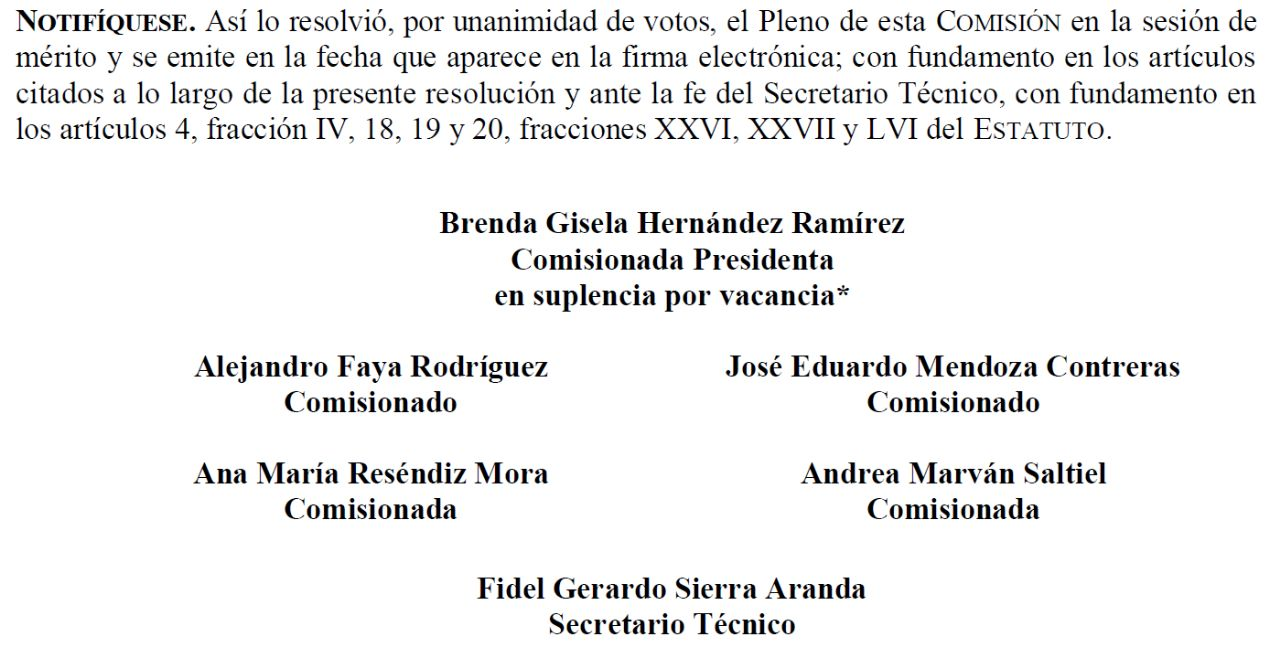 NOTIFÍQUESE. Así lo resolvió, por unanimidad de votos, el Pleno de esta COMISIÓN en la sesión de
mérito y se emite en la fecha que aparece en la firma electrónica; con fundamento en los artículos
citados a lo largo de la presente resolución y ante la fe del Secretario Técnico, con fundamento en
los artículos 4, fracción IV, 18, 19 y 20, fracciones XXVI, XXVII y LVI del ESTATUTO.
Brenda Gisela Hernández Ramírez
Comisionada Presidenta
en suplencia por vacancia*
Alejandro Faya Rodríguez
Comisionado
José Eduardo Mendoza Contreras
Comisionado
Ana María Reséndiz Mora
Comisionada
Andrea Marván Saltiel
Comisionada
Fidel Gerardo Sierra Aranda
Secretario Técnico